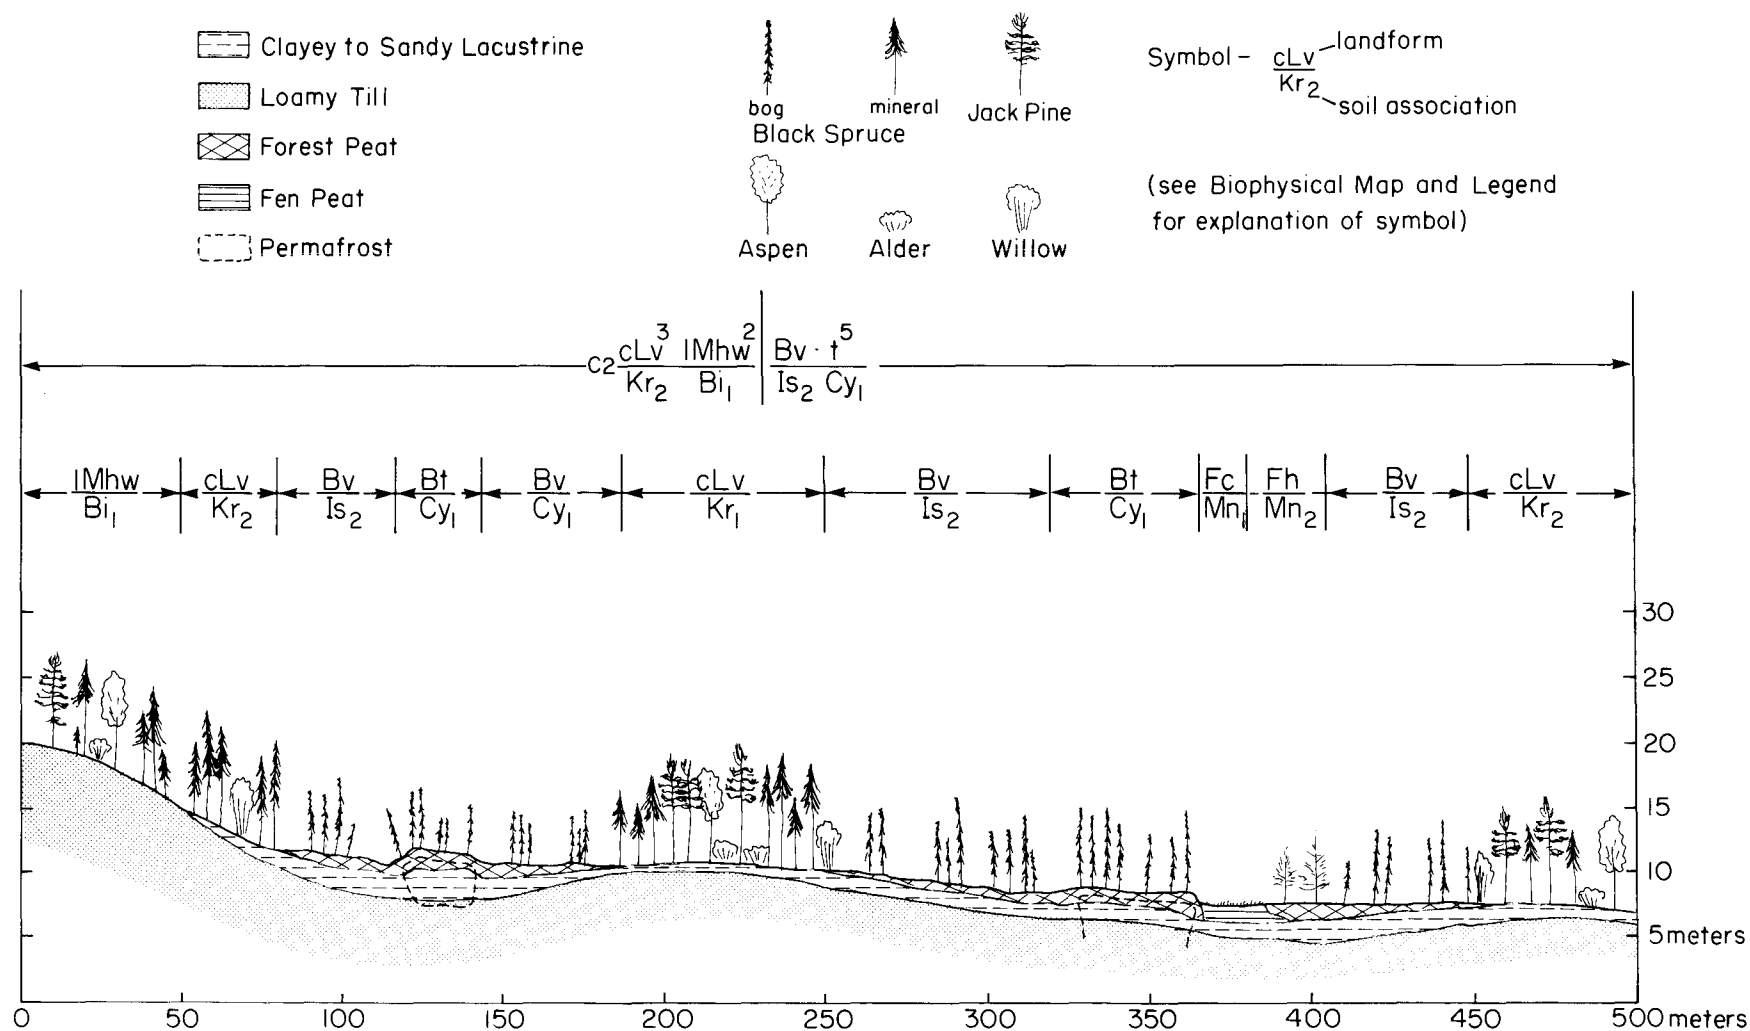 Clayey to Sandy Lacustrine
Loamy Till
Forest Peat
Fen Peat
Permafrost
bog
mineral
Black Spruce
Jack Pine
Aspen
Alder
Willow
Symbol - cLv landform
Kr2 soil association
(see Biophysical Map and Legend
for explanation of symbol)
C2 cLv³ lMhw² Bv · t⁵
Kr2 Bi1 Is2 Cy1
lMhw cLv Bv Bt Bv cLv Bv Bt Fc Fh Bv cLv
Bi1 Kr2 Is2 Cy1 Cy1 Kr1 Is2 Cy1 Mn1 Mn2 Is2 Kr2
30
25
20
15
10
5 meters
0 50 100 150 200 250 300 350 400 450 500 meters